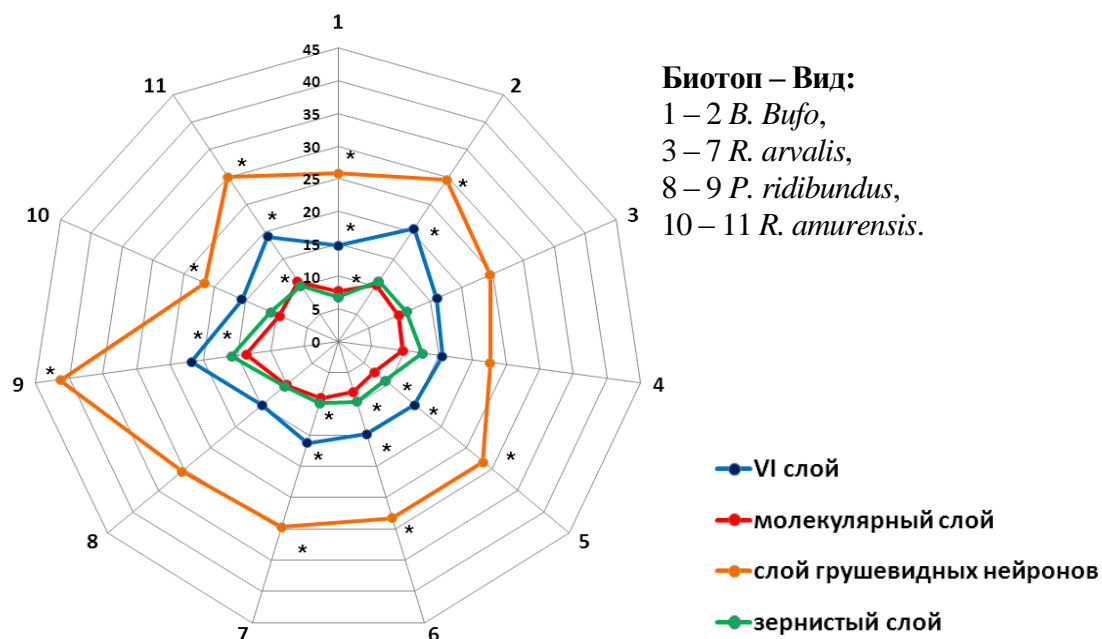 1
2
3
4
5
6
7
8
9
10
11
45
40
35
30
25
20
15
10
5
0
* * * * * * * * * * * * * * * * * * * * *
Биотоп – Вид:
1 – 2 B. Bufo,
3 – 7 R. arvalis,
8 – 9 P. ridibundus,
10 – 11 R. amurensis.
VI слой
молекулярный слой
слой грушевидных нейронов
зернистый слой